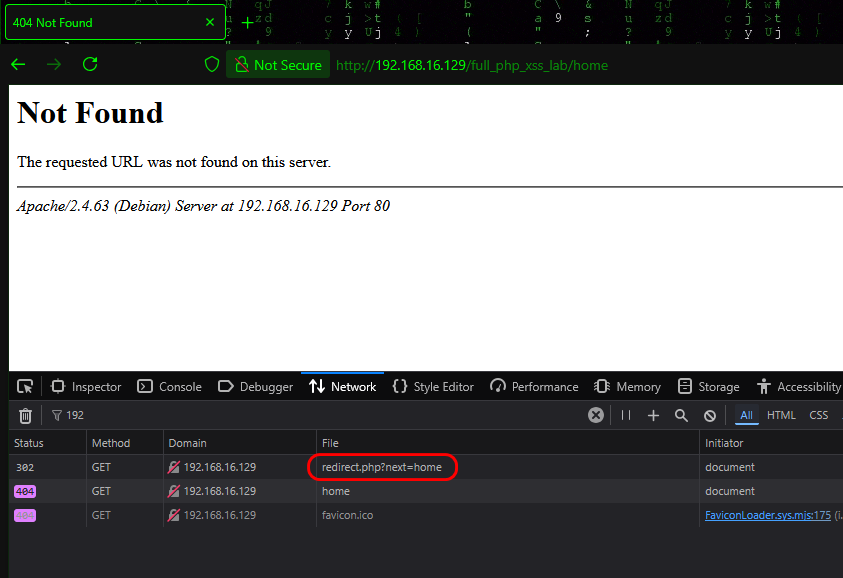 404 Not Found
Not Secure
http://192.168.16.129/full_php_xss_lab/home
Not Found
The requested URL was not found on this server.
Apache/2.4.63 (Debian) Server at 192.168.16.129 Port 80
Inspector Console Debugger Network {} Style Editor Performance Memory Storage Accessibility
192 All HTML CSS
Status Method Domain File Initiator
302 GET 192.168.16.129 redirect.php?next=home document
404 GET 192.168.16.129 home document
404 GET 192.168.16.129 favicon.ico FaviconLoader.sys.mjs:175 (i...